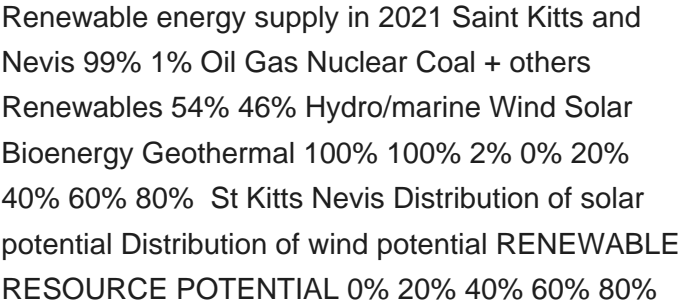 Renewable energy supply in 2021 Saint Kitts and
Nevis 99% 1% Oil Gas Nuclear Coal + others
Renewables 54% 46% Hydro/marine Wind Solar
Bioenergy Geothermal 100% 100% 2% 0% 20%
40% 60% 80%  St Kitts Nevis Distribution of solar
potential Distribution of wind potential RENEWABLE
RESOURCE POTENTIAL 0% 20% 40% 60% 80%